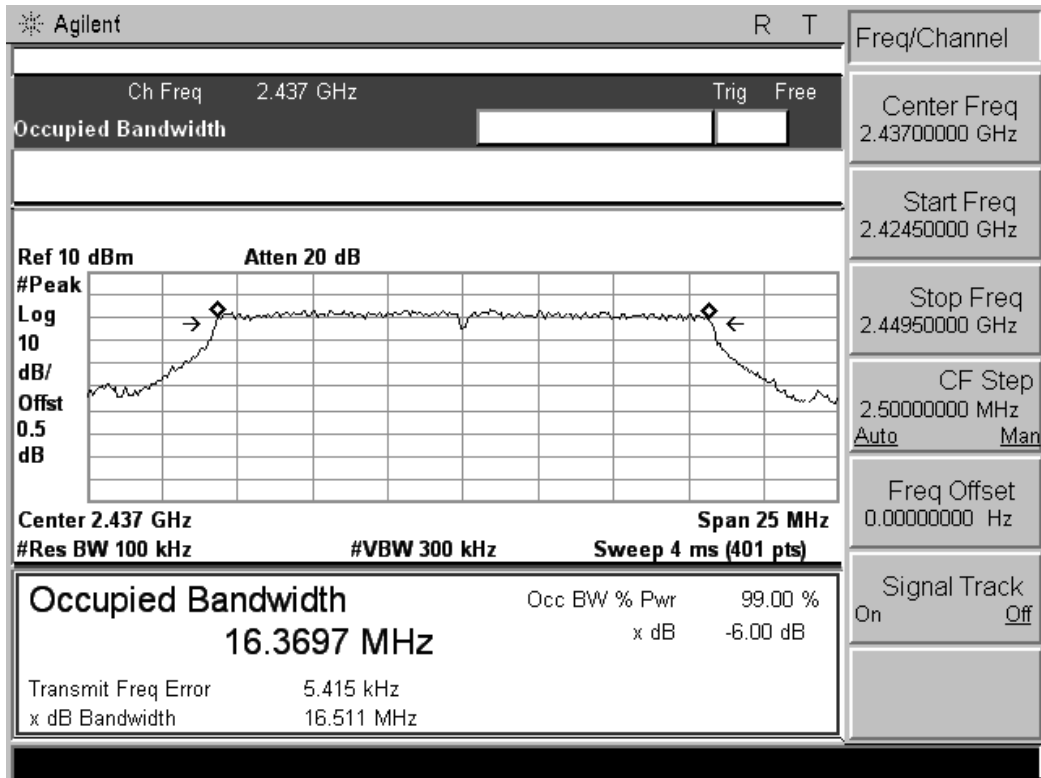 Agilent R T
Ch Freq 2.437 GHz Trig Free
Occupied Bandwidth
Ref 10 dBm Atten 20 dB
#Peak
Log
10
dB/
Offst
0.5
dB
Center 2.437 GHz Span 25 MHz
#Res BW 100 kHz #VBW 300 kHz Sweep 4 ms (401 pts)
Occupied Bandwidth
16.3697 MHz
Occ BW % Pwr 99.00 %
x dB -6.00 dB
Transmit Freq Error 5.415 kHz
x dB Bandwidth 16.511 MHz
Freq/Channel
Center Freq
2.43700000 GHz
Start Freq
2.42450000 GHz
Stop Freq
2.44950000 GHz
CF Step
2.50000000 MHz
Auto Man
Freq Offset
0.00000000 Hz
Signal Track
On Off